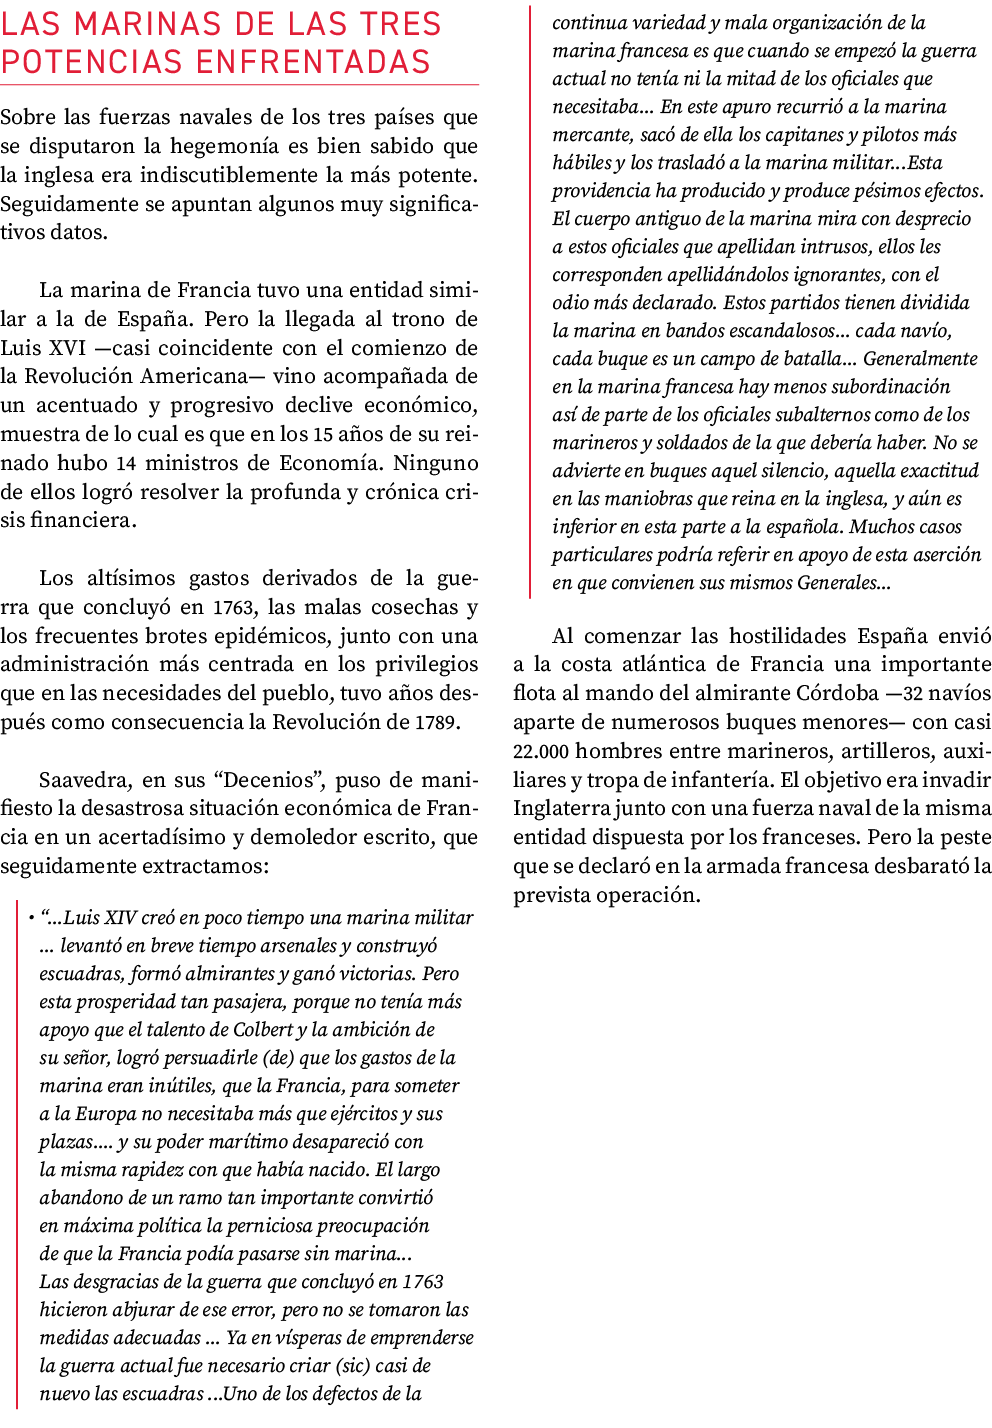 LAS MARINAS DE LAS TRES
POTENCIAS ENFRENTADAS
Sobre las fuerzas navales de los tres países que
se disputaron la hegemonía es bien sabido que
la inglesa era indiscutiblemente la más potente.
Seguidamente se apuntan algunos muy significa-
tivos datos.
La marina de Francia tuvo una entidad simi-
lar a la de España. Pero la llegada al trono de
Luis XVI —casi coincidente con el comienzo de
la Revolución Americana— vino acompañada de
un acentuado y progresivo declive económico,
muestra de lo cual es que en los 15 años de su rei-
nado hubo 14 ministros de Economía. Ninguno
de ellos logró resolver la profunda y crónica cri-
sis financiera.
Los altísimos gastos derivados de la gue-
rra que concluyó en 1763, las malas cosechas y
los frecuentes brotes epidémicos, junto con una
administración más centrada en los privilegios
que en las necesidades del pueblo, tuvo años des-
pués como consecuencia la Revolución de 1789.
Saavedra, en sus “Decenios”, puso de mani-
fiesto la desastrosa situación económica de Fran-
cia en un acertadísimo y demoledor escrito, que
seguidamente extractamos:
• “...Luis XIV creó en poco tiempo una marina militar
... levantó en breve tiempo arsenales y construyó
escuadras, formó almirantes y ganó victorias. Pero
esta prosperidad tan pasajera, porque no tenía más
apoyo que el talento de Colbert y la ambición de
su señor, logró persuadirle (de) que los gastos de la
marina eran inútiles, que la Francia, para someter
a la Europa no necesitaba más que ejércitos y sus
plazas.... y su poder marítimo desapareció con
la misma rapidez con que había nacido. El largo
abandono de un ramo tan importante convirtió
en máxima política la perniciosa preocupación
de que la Francia podía pasarse sin marina...
Las desgracias de la guerra que concluyó en 1763
hicieron abjurar de ese error, pero no se tomaron las
medidas adecuadas ... Ya en vísperas de emprenderse
la guerra actual fue necesario criar (sic) casi de
nuevo las escuadras ...Uno de los defectos de la
continua variedad y mala organización de la
marina francesa es que cuando se empezó la guerra
actual no tenía ni la mitad de los oficiales que
necesitaba... En este apuro recurrió a la marina
mercante, sacó de ella los capitanes y pilotos más
hábiles y los trasladó a la marina militar...Esta
providencia ha producido y produce pésimos efectos.
El cuerpo antiguo de la marina mira con desprecio
a estos oficiales que apellidan intrusos, ellos les
corresponden apellidándolos ignorantes, con el
odio más declarado. Estos partidos tienen dividida
la marina en bandos escandalosos... cada navío,
cada buque es un campo de batalla... Generalmente
en la marina francesa hay menos subordinación
así de parte de los oficiales subalternos como de los
marineros y soldados de la que debería haber. No se
advierte en buques aquel silencio, aquella exactitud
en las maniobras que reina en la inglesa, y aún es
inferior en esta parte a la española. Muchos casos
particulares podría referir en apoyo de esta aserción
en que convienen sus mismos Generales...
Al comenzar las hostilidades España envió
a la costa atlántica de Francia una importante
flota al mando del almirante Córdoba —32 navíos
aparte de numerosos buques menores— con casi
22.000 hombres entre marineros, artilleros, auxi-
liares y tropa de infantería. El objetivo era invadir
Inglaterra junto con una fuerza naval de la misma
entidad dispuesta por los franceses. Pero la peste
que se declaró en la armada francesa desbarató la
prevista operación.